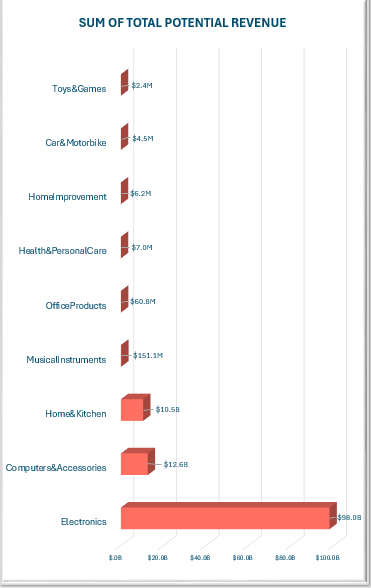 SUM OF TOTAL POTENTIAL REVENUE
Toys&Games $2.4M
Car&Motorbike $4.5M
HomeImprovement $6.2M
Health&PersonalCare $7.0M
OfficeProducts $60.8M
MusicalInstruments $151.1M
Home&Kitchen $10.5B
Computers&Accessories $12.6B
Electronics $98.0B
$.0B $20.0B $40.0B $60.0B $80.0B $100.0B